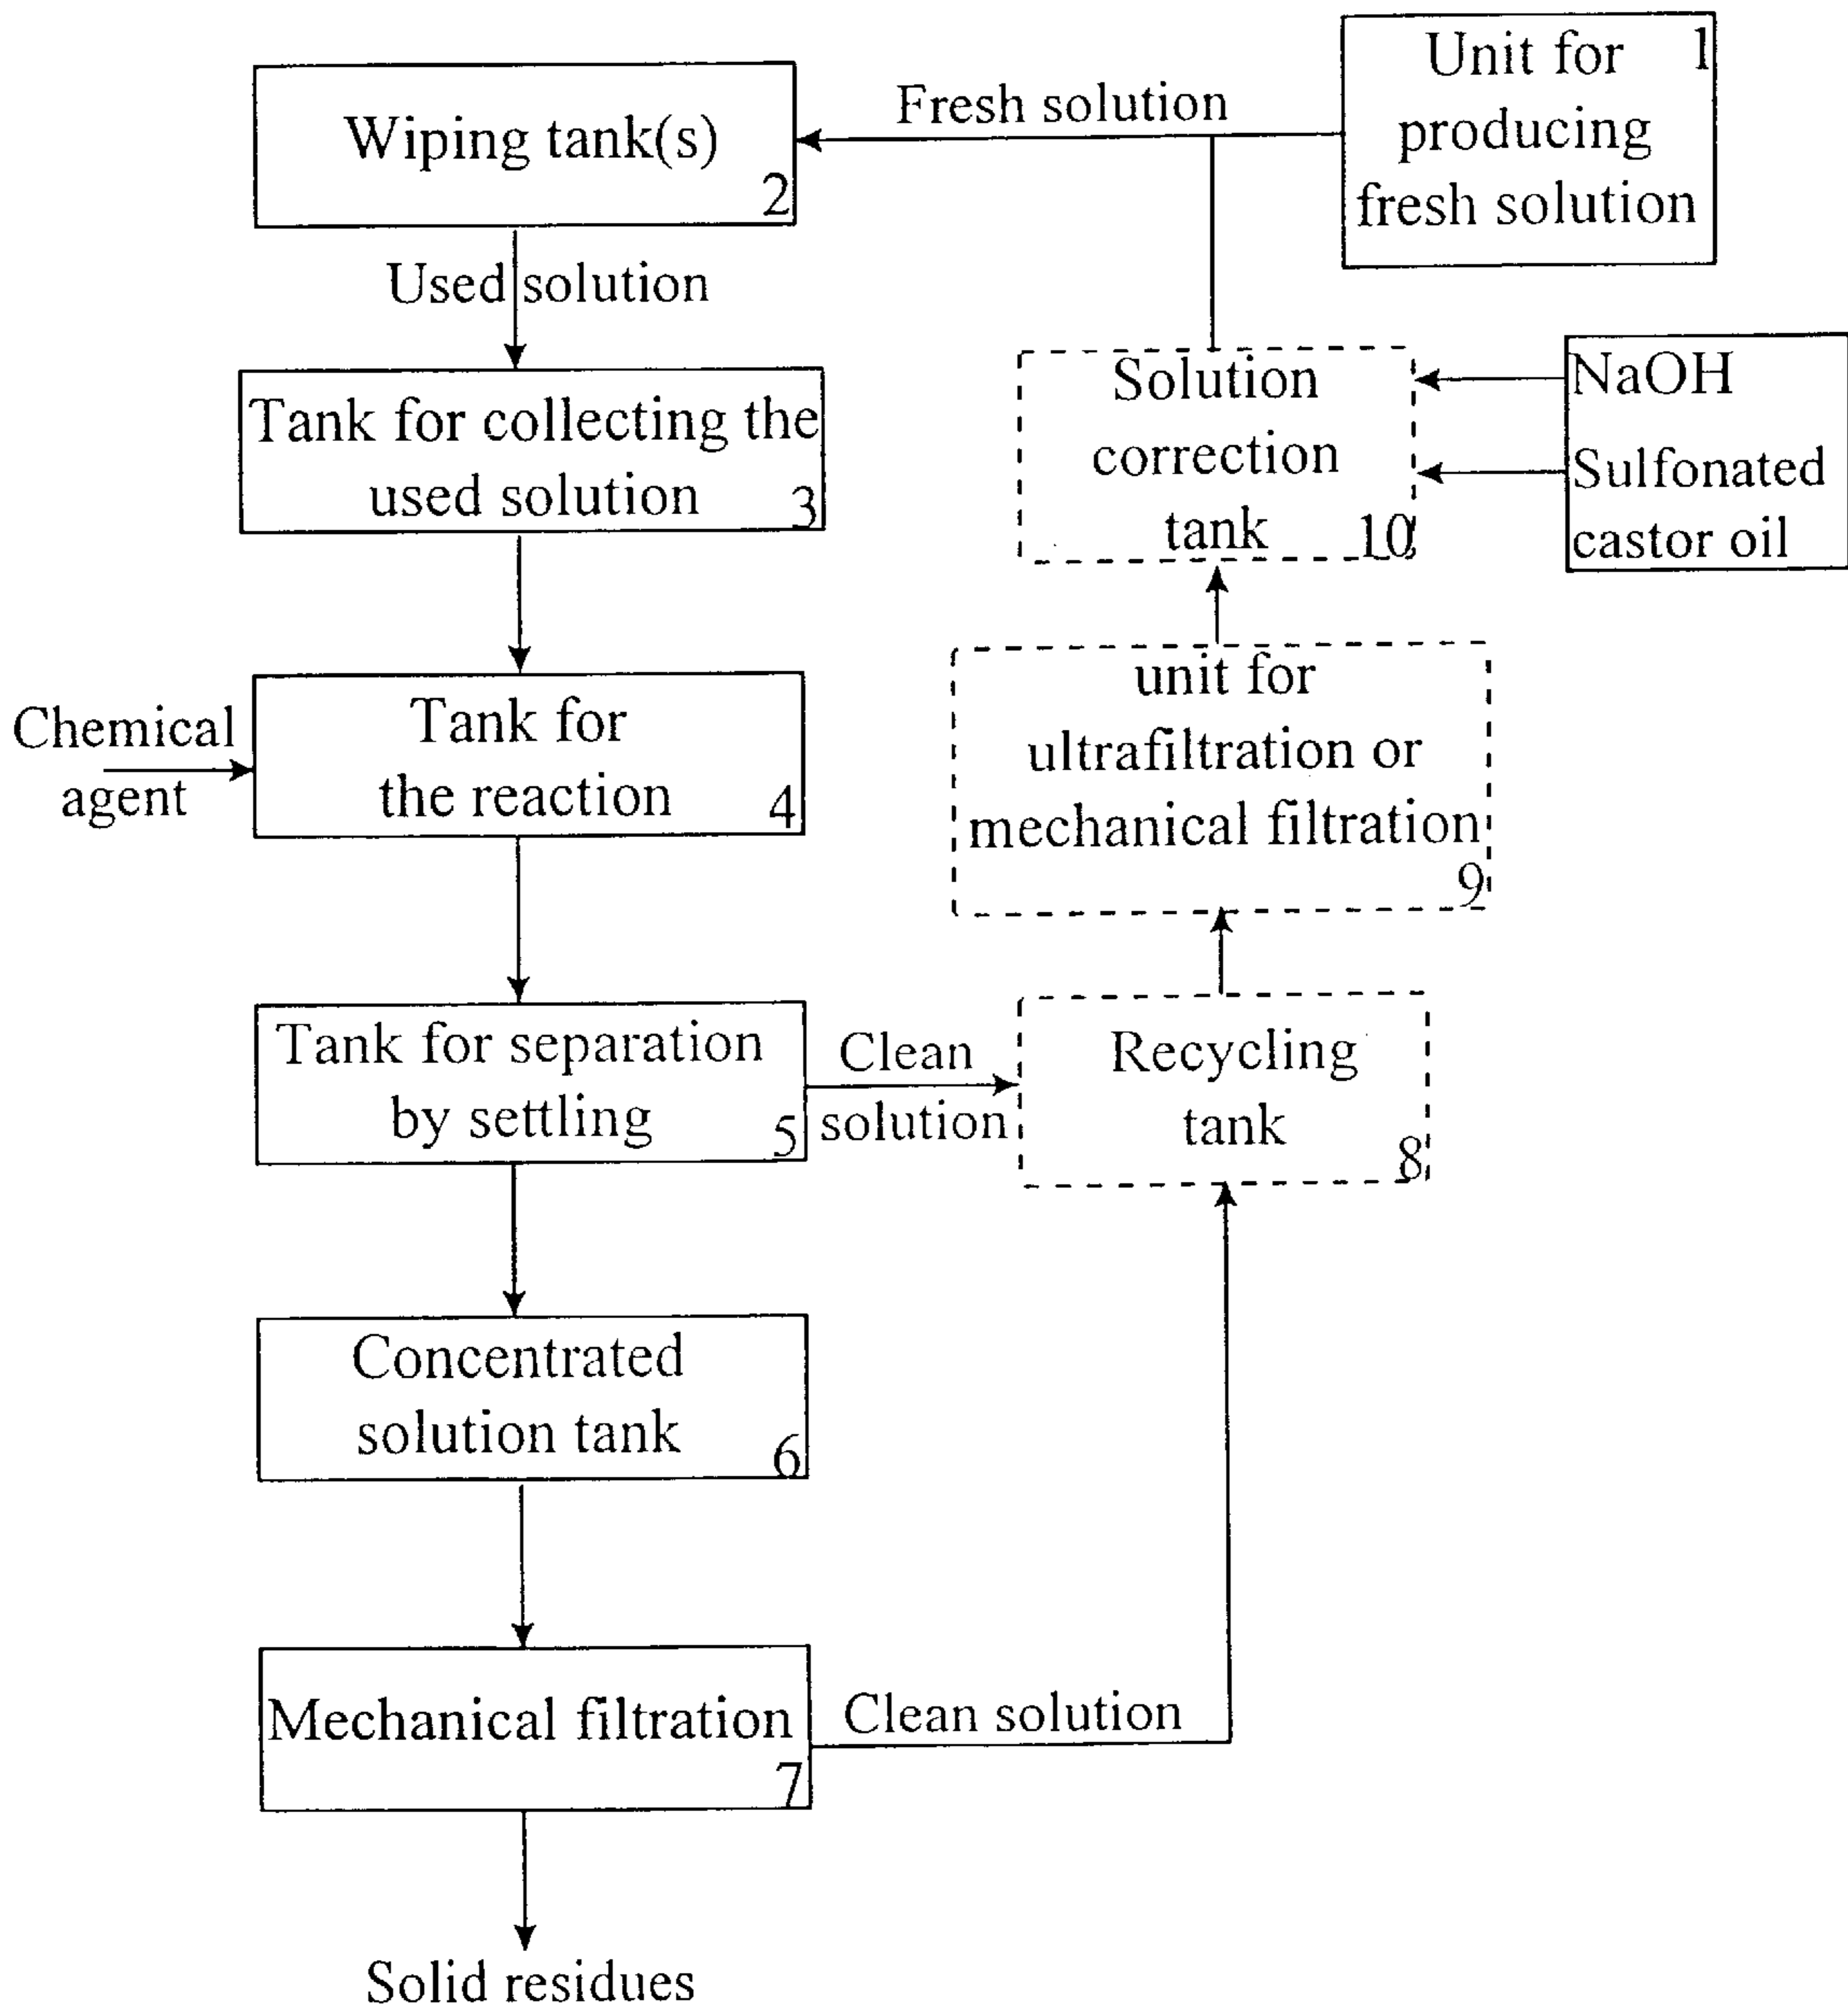 Unit for 1
producing
fresh solution
Fresh solution
Wiping tank(s)
2
Used solution
Tank for collecting the
used solution 3
Chemical
agent
Tank for
the reaction 4
Tank for separation
by settling 5
Clean
solution
Concentrated
solution tank 6
Mechanical filtration
7
Clean solution
Solid residues
Recycling
tank 8
unit for
ultrafiltration or
mechanical filtration
9
Solution
correction
tank 10
NaOH
Sulfonated
castor oil